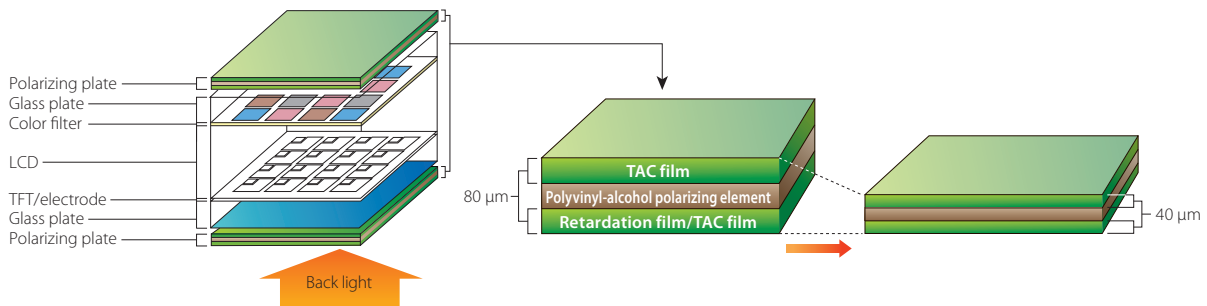 Polarizing plate
Glass plate
Color filter
LCD
TFT/electrode
Glass plate
Polarizing plate
Back light
80 μm
TAC film
Polyvinyl-alcohol polarizing element
Retardation film/TAC film
40 μm